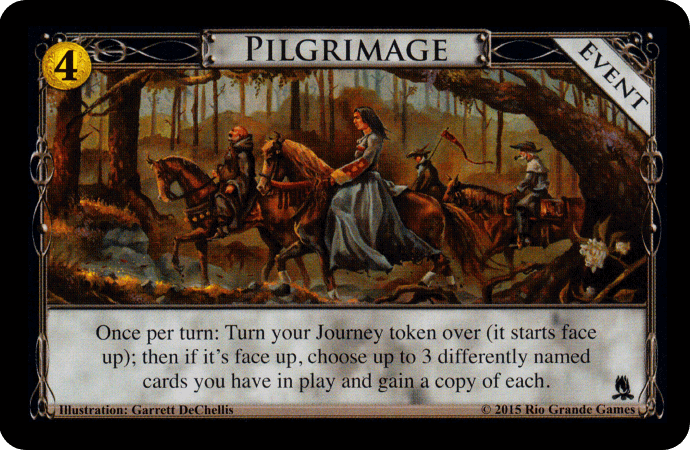 4
PILGRIMAGE
EVENT
Once per turn: Turn your Journey token over (it starts face
up); then if it's face up, choose up to 3 differently named
cards you have in play and gain a copy of each.
Illustration: Garrett DeChellis
© 2015 Rio Grande Games